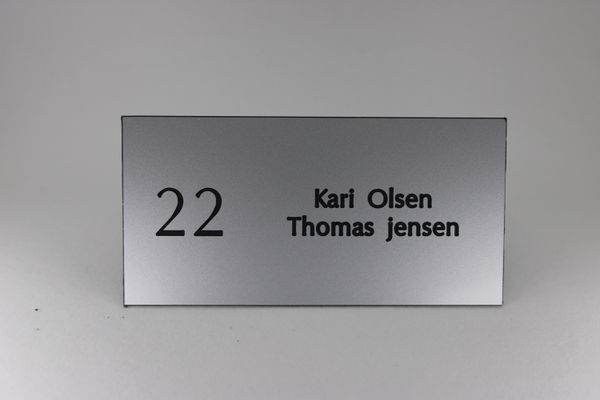 22
Kari Olsen
Thomas jensen